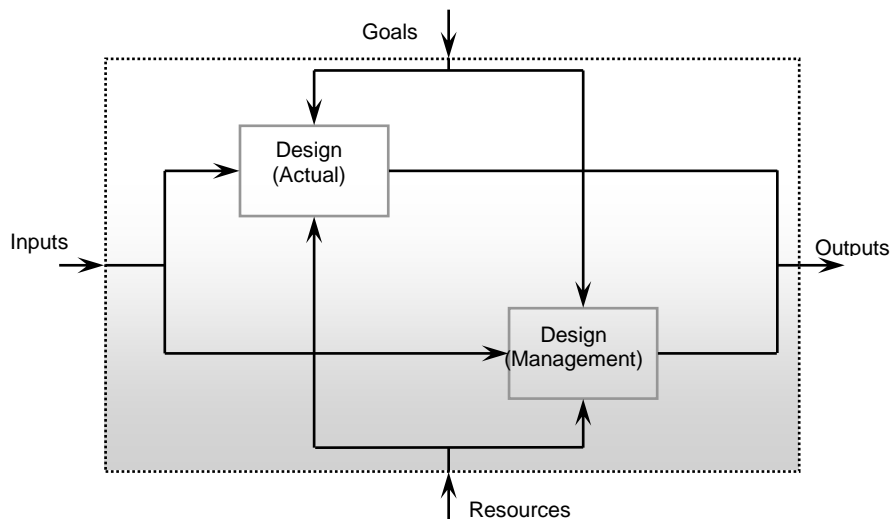 Goals
Design
(Actual)
Inputs
Outputs
Design
(Management)
Resources